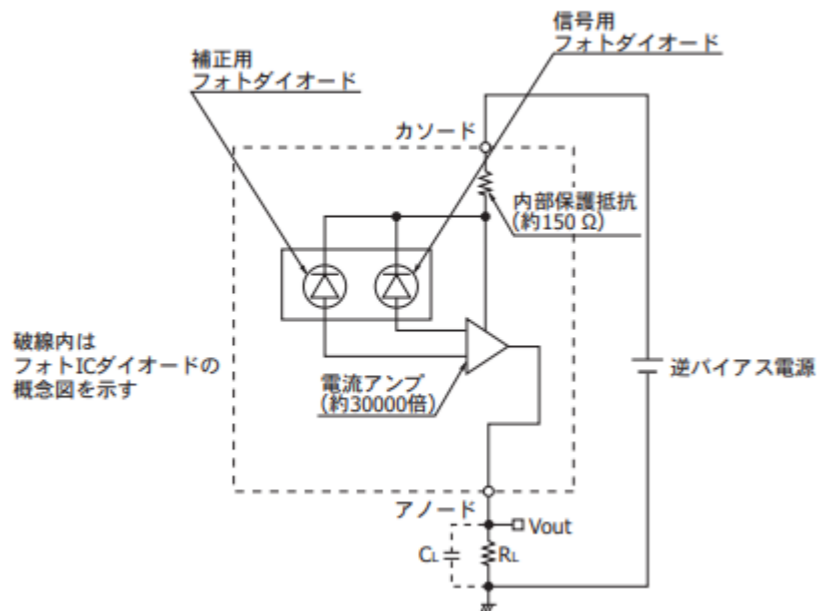 信号用
フォトダイオード
補正用
フォトダイオード
カソード
内部保護抵抗
(約150 Ω)
破線内は
フォトICダイオードの
概念図を示す
電流アンプ
(約30000倍)
逆バイアス電源
アノード
Vout
CL
RL